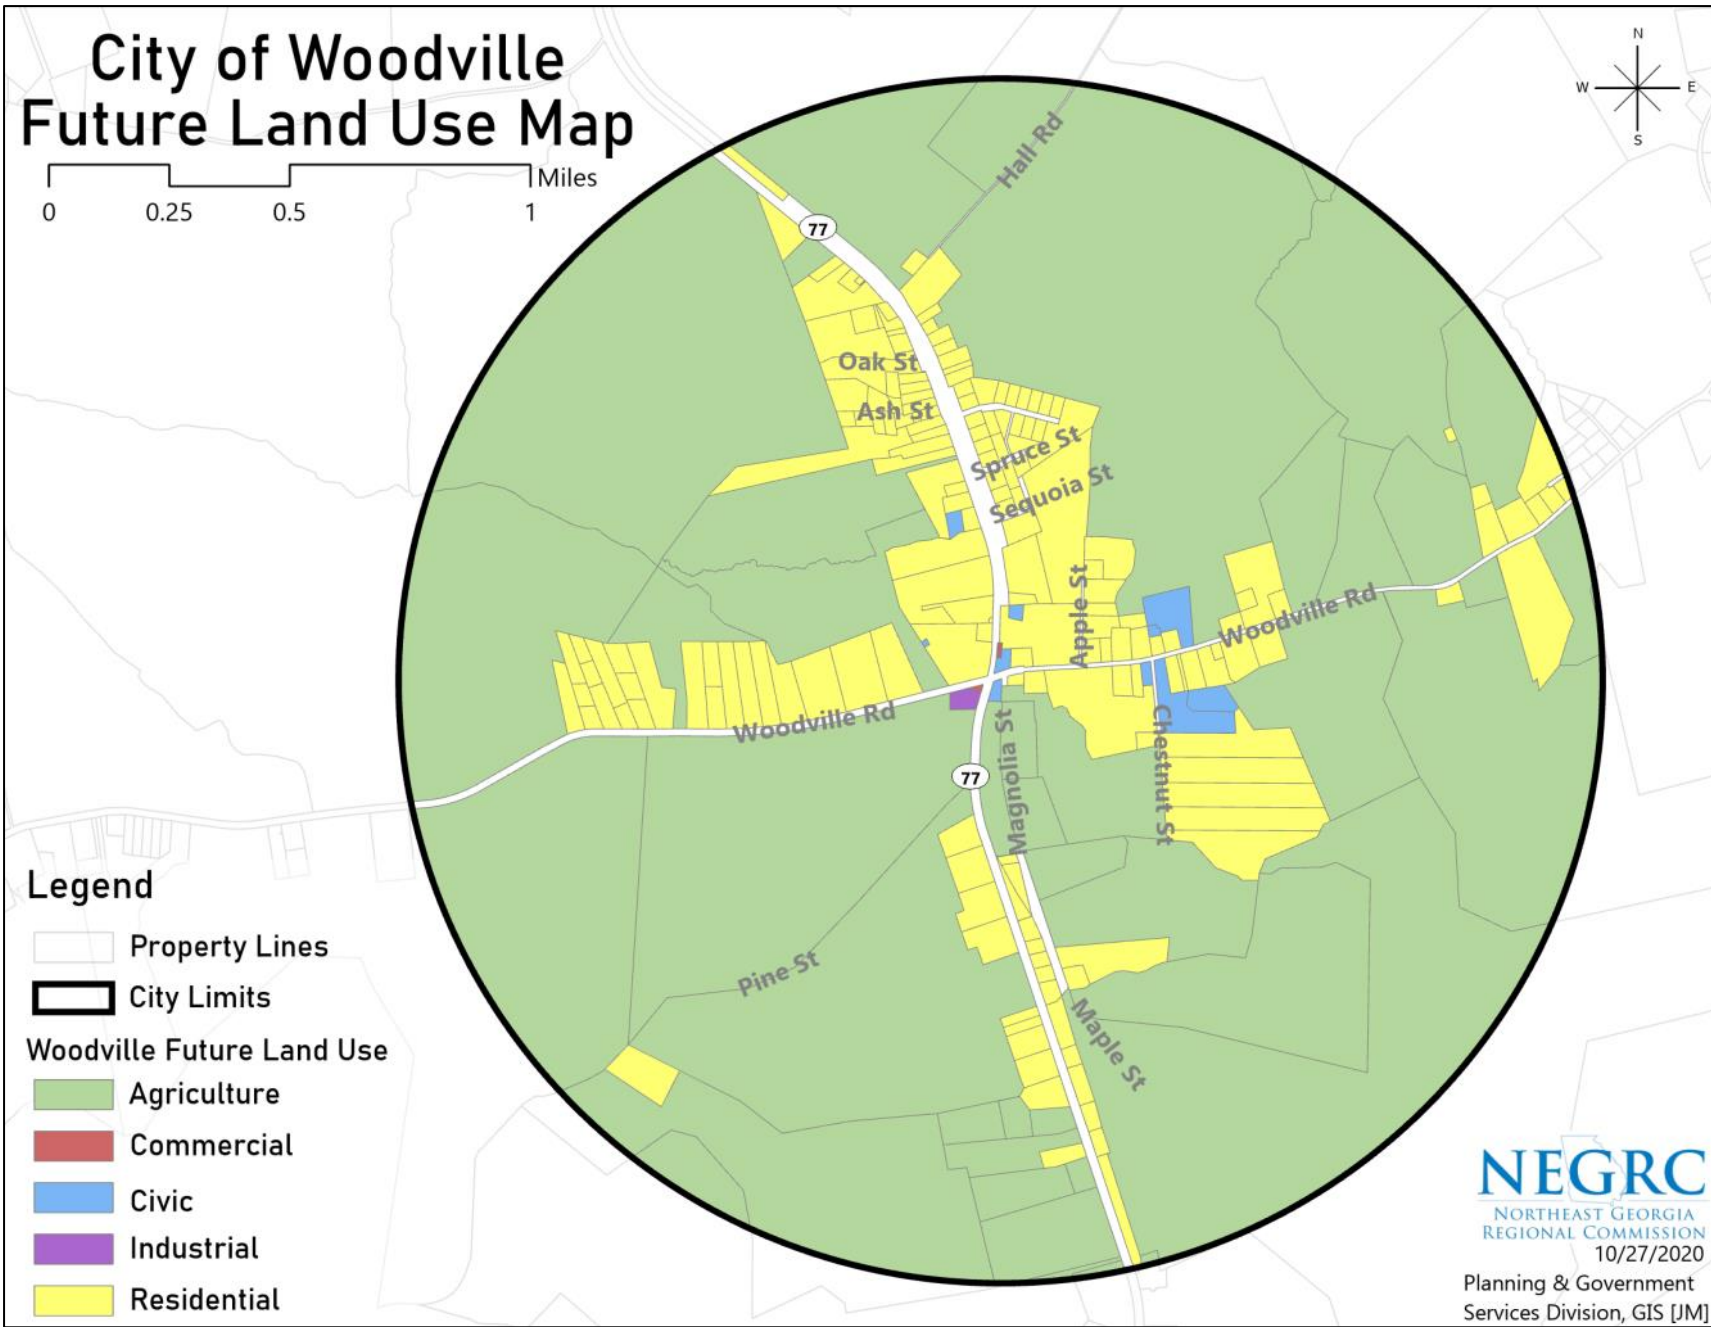 City of Woodville
Future Land Use Map
Miles
0 0.25 0.5 1
N
W E
S
Hall Rd
77
Oak St
Ash St
Spruce St
Sequoia St
Apple St
Woodville Rd
Woodville Rd
Magnolia St
Chestnut St
77
Pine St
Maple St
Legend
Property Lines
City Limits
Woodville Future Land Use
Agriculture
Commercial
Civic
Industrial
Residential
NEGRC
NORTHEAST GEORGIA
REGIONAL COMMISSION
10/27/2020
Planning & Government
Services Division, GIS [JM]